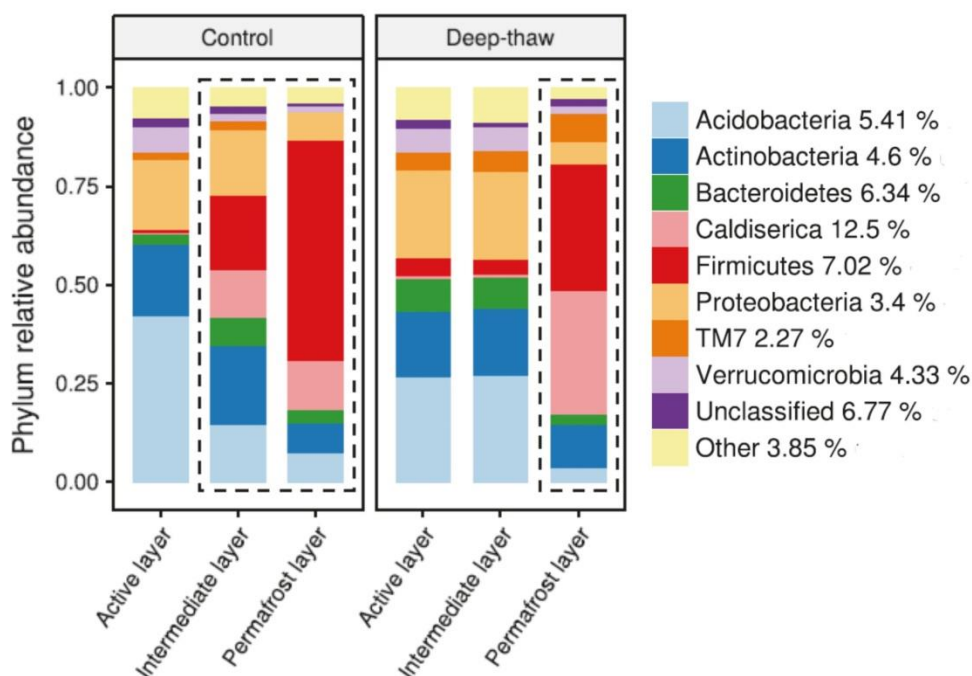 Control
Deep-thaw
Phylum relative abundance
1.00
0.75
0.50
0.25
0.00
Active layer
Intermediate layer
Permafrost layer
Active layer
Intermediate layer
Permafrost layer
Acidobacteria 5.41 %
Actinobacteria 4.6 %
Bacteroidetes 6.34 %
Caldiserica 12.5 %
Firmicutes 7.02 %
Proteobacteria 3.4 %
TM7 2.27 %
Verrucomicrobia 4.33 %
Unclassified 6.77 %
Other 3.85 %